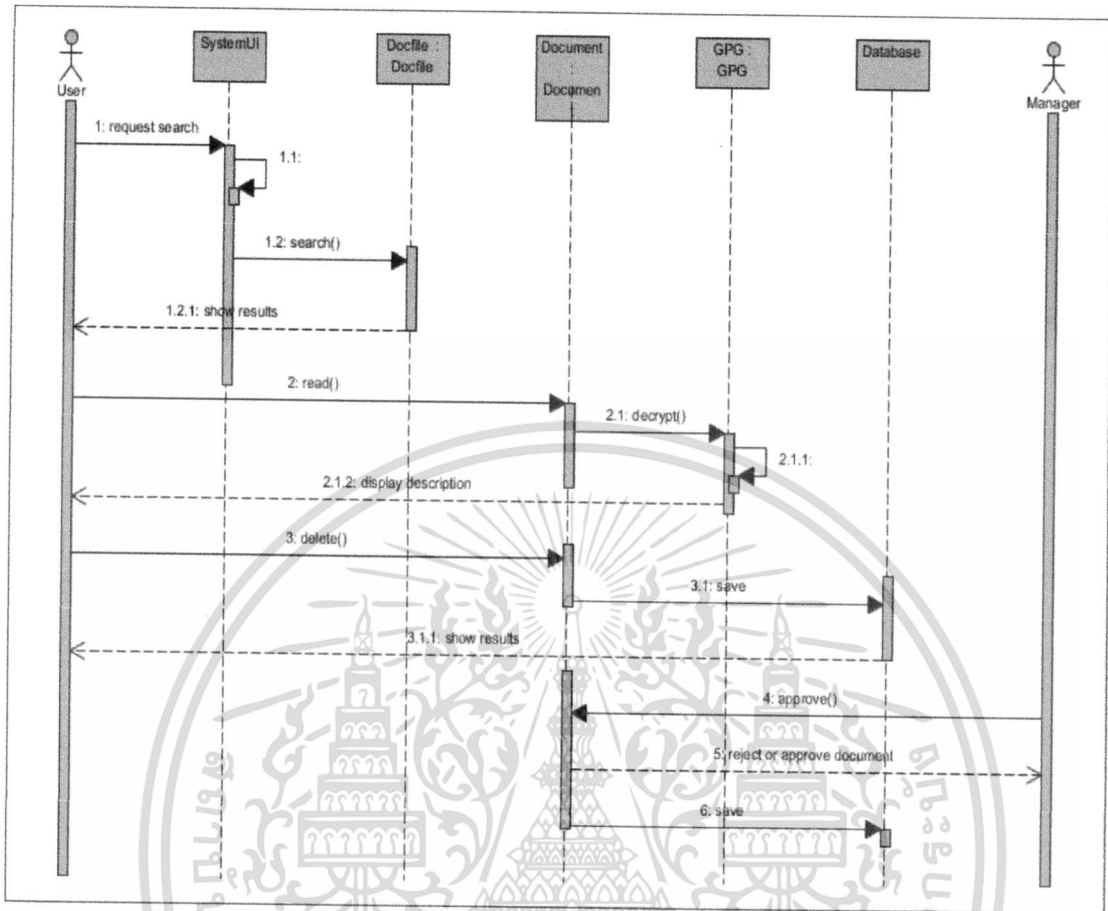 SystemUI
Docfile :
Docfile
Document
:
Documen
GPG :
GPG
Database
User
Manager
1: request search
1.1:
1.2: search()
1.2.1: show results
2: read()
2.1: decrypt()
2.1.1:
2.1.2: display description
3: delete()
3.1: save
3.1.1: show results
4: approve()
5: reject or approve document
6: save